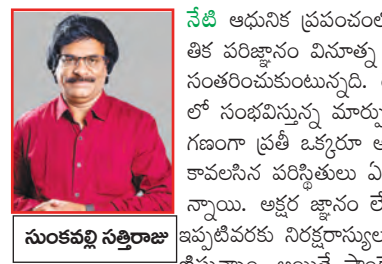 నేటి ఆధునిక ప్రపంచంలో
తిక పరిజ్ఞానం వినూత్న
సంతరించుకుంటున్నది.
లో సంభవిస్తున్న మార్పు
గణంగా ప్రతీ ఒక్కరూ అ
కావలసిన పరిస్థితులు ఏ
న్నాయి. అక్షర జ్ఞానం లే
ఇప్పటివరకు నిరక్షరాస్యుల
సుంకవల్లి సత్తిరాజు